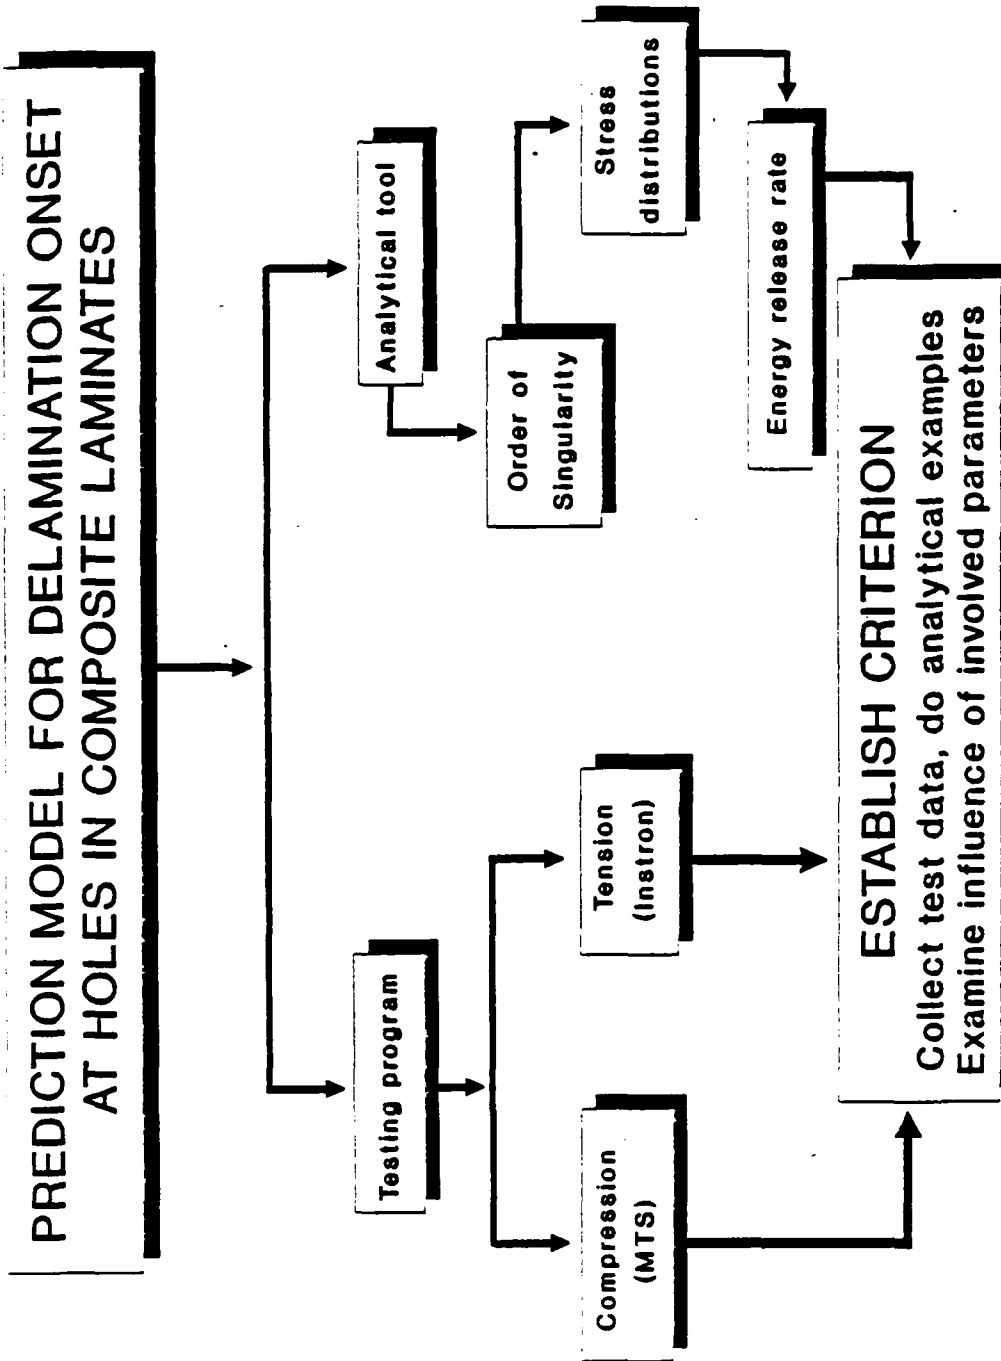 PREDICTION MODEL FOR DELAMINATION ONSET
AT HOLES IN COMPOSITE LAMINATES
Testing program
Analytical tool
Compression
(MTS)
Tension
(Instron)
Order of
Singularity
Stress
distributions
Energy release rate
ESTABLISH CRITERION
Collect test data, do analytical examples
Examine influence of involved parameters